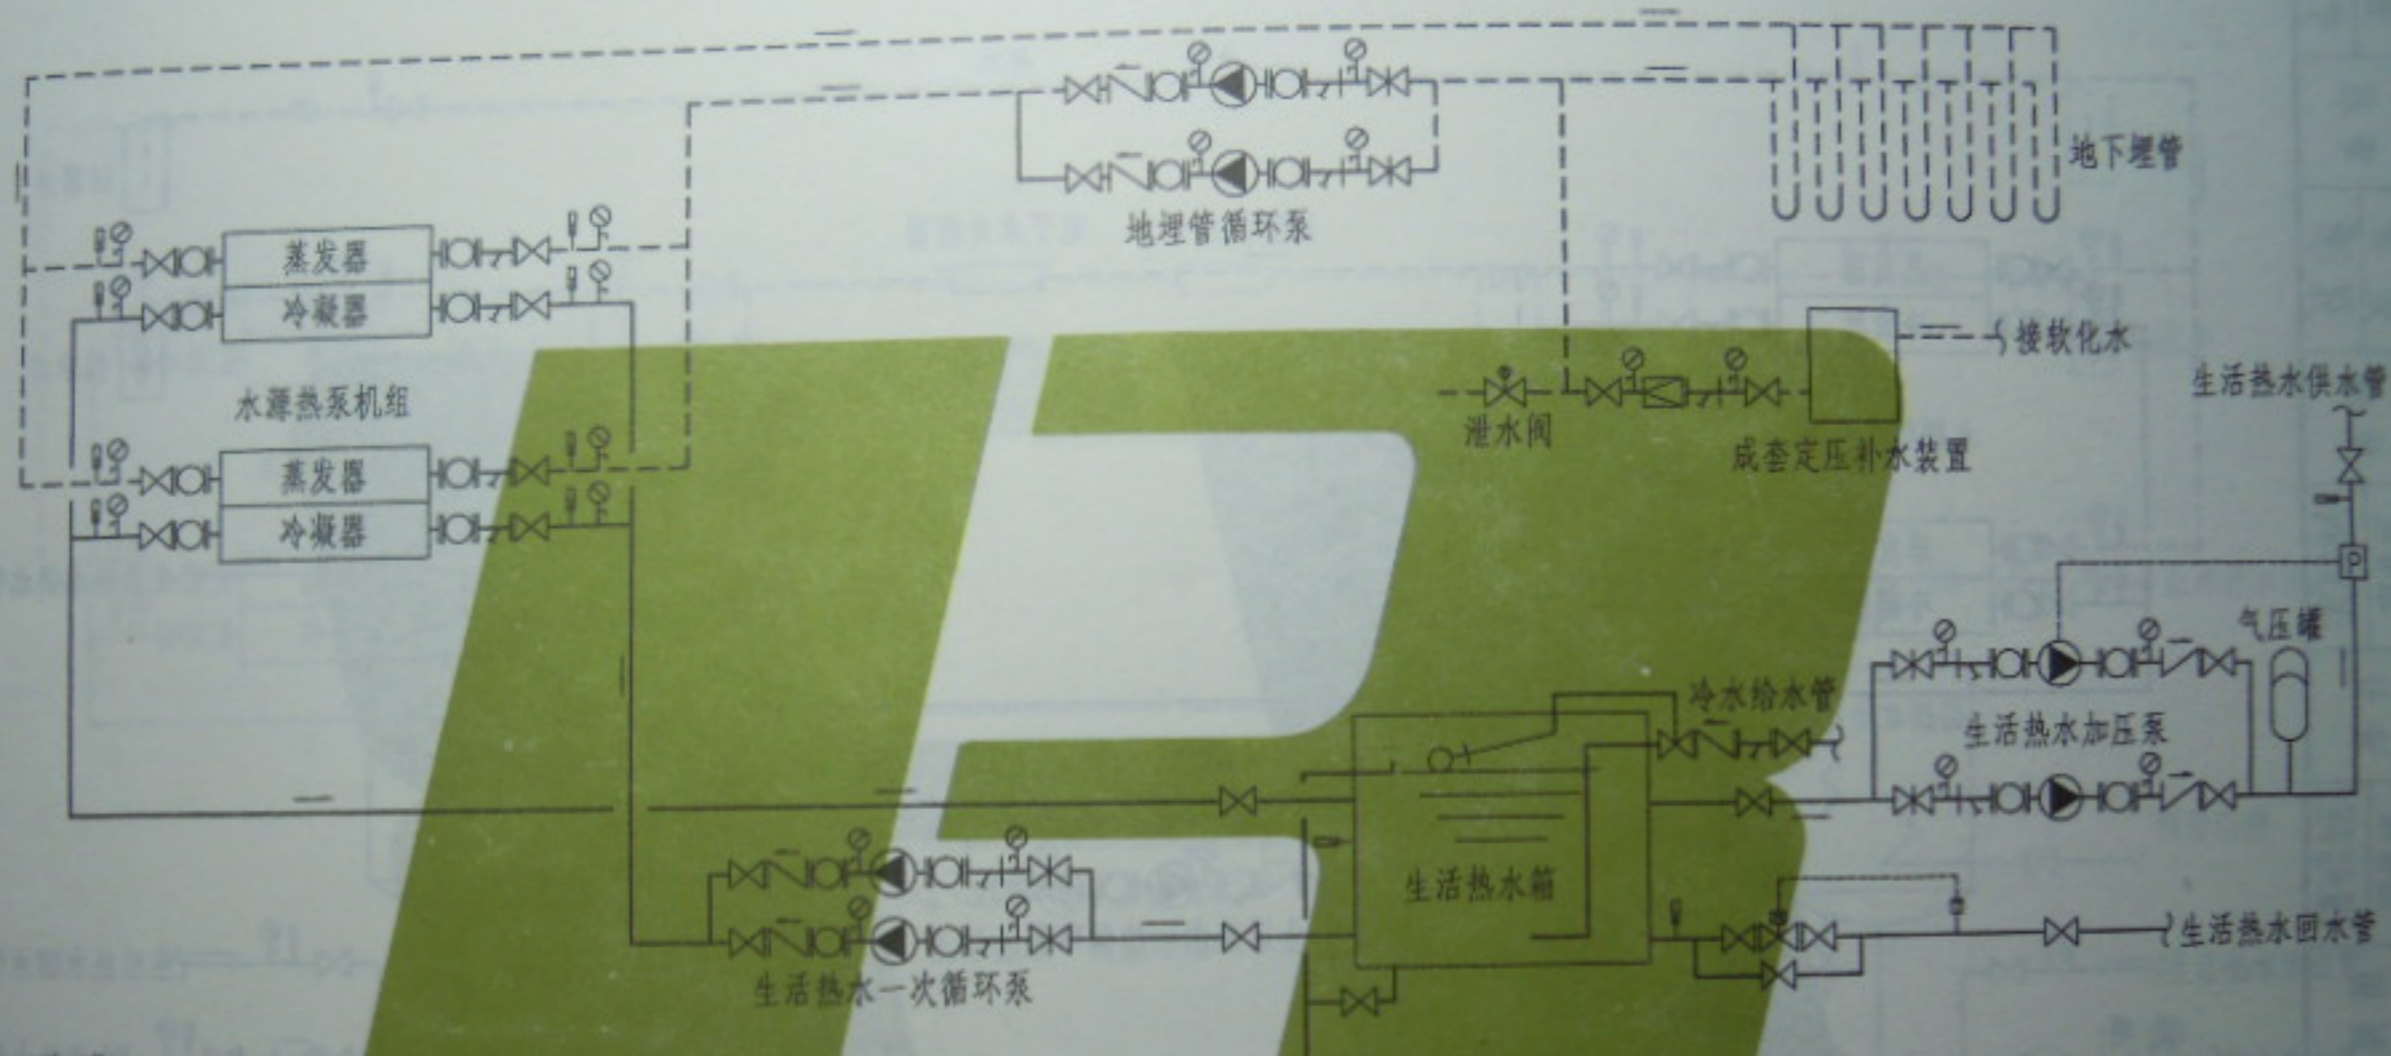 地下埋管
地埋管循环泵
蒸发器
冷凝器
水源热泵机组
接软化水
生活热水供水管
泄水阀
成套定压补水装置
蒸发器
冷凝器
P
气压罐
冷水给水管
生活热水加压泵
生活热水箱
生活热水回水管
生活热水一次循环泵